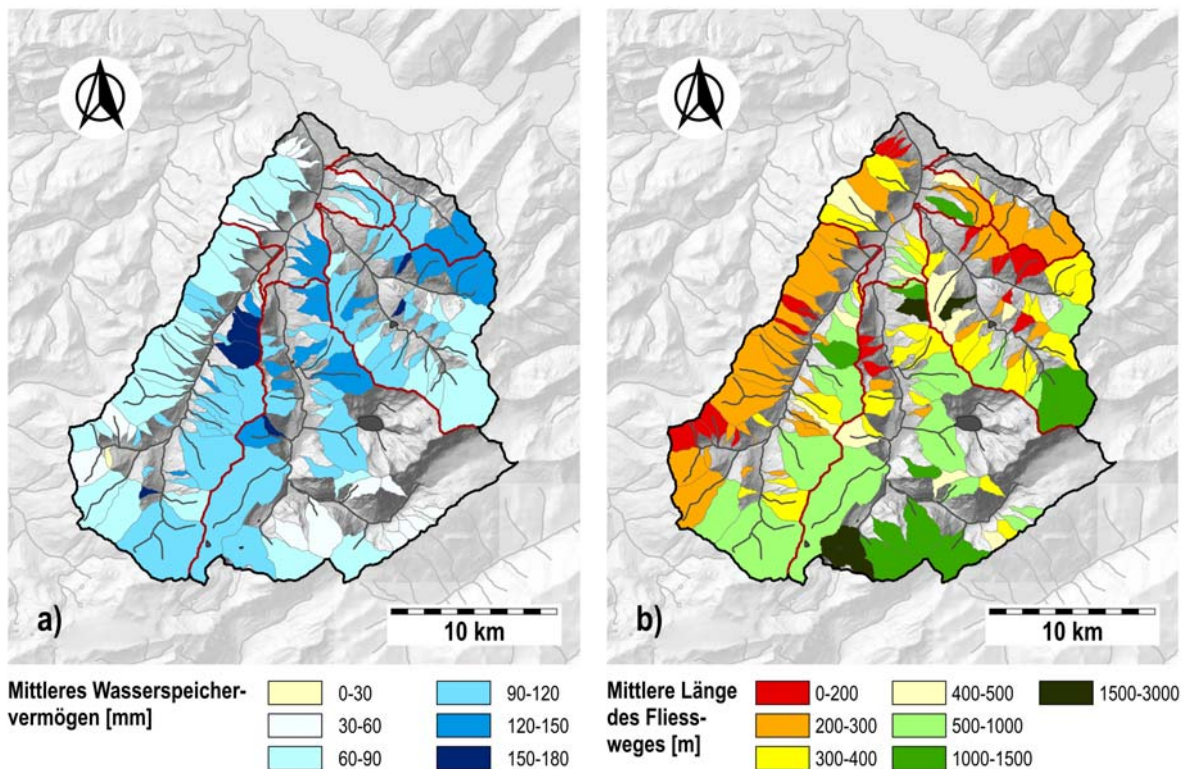 a)
10 km
b)
10 km
Mittleres Wasserspeicher-
vermögen [mm]
0-30
30-60
60-90
90-120
120-150
150-180
Mittlere Länge
des Fliess-
weges [m]
0-200
200-300
300-400
400-500
500-1000
1000-1500
1500-3000